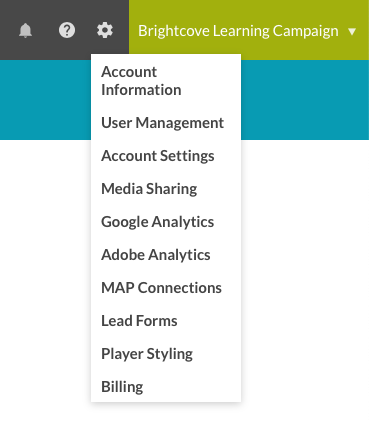 Brightcove Learning Campaign ▼
Account
Information
User Management
Account Settings
Media Sharing
Google Analytics
Adobe Analytics
MAP Connections
Lead Forms
Player Styling
Billing